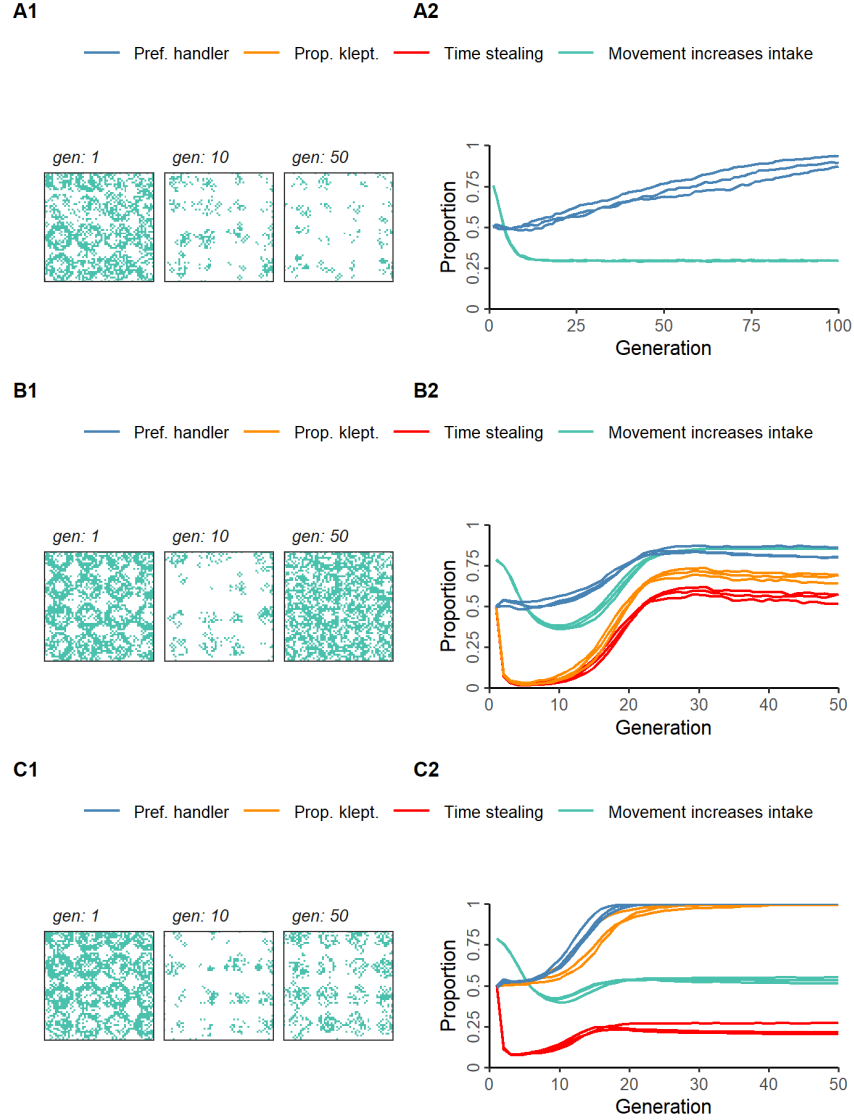 A1 A2
Pref. handler Prop. klept. Time stealing Movement increases intake
gen: 1 gen: 10 gen: 50
Proportion
0 0.25 0.5 0.75 1
0 25 50 75 100
Generation
B1 B2
Pref. handler Prop. klept. Time stealing Movement increases intake
gen: 1 gen: 10 gen: 50
Proportion
0 0.25 0.5 0.75 1
0 10 20 30 40 50
Generation
C1 C2
Pref. handler Prop. klept. Time stealing Movement increases intake
gen: 1 gen: 10 gen: 50
Proportion
0 0.25 0.5 0.75 1
0 10 20 30 40 50
Generation